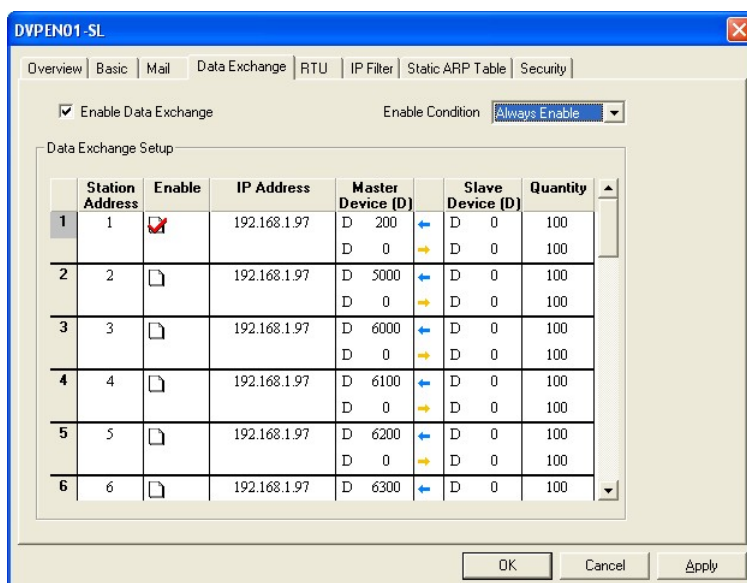 DVPEN01-SL
Overview Basic Mail Data Exchange RTU IP Filter Static ARP Table Security
Enable Data Exchange Enable Condition Always Enable
Data Exchange Setup
Station Address Enable IP Address Master Device (D) Slave Device (D) Quantity
1 1 192.168.1.97 D 200 D 0 100
D 0 D 0 100
2 2 192.168.1.97 D 5000 D 0 100
D 0 D 0 100
3 3 192.168.1.97 D 6000 D 0 100
D 0 D 0 100
4 4 192.168.1.97 D 6100 D 0 100
D 0 D 0 100
5 5 192.168.1.97 D 6200 D 0 100
D 0 D 0 100
6 6 192.168.1.97 D 6300 D 0 100
OK Cancel Apply